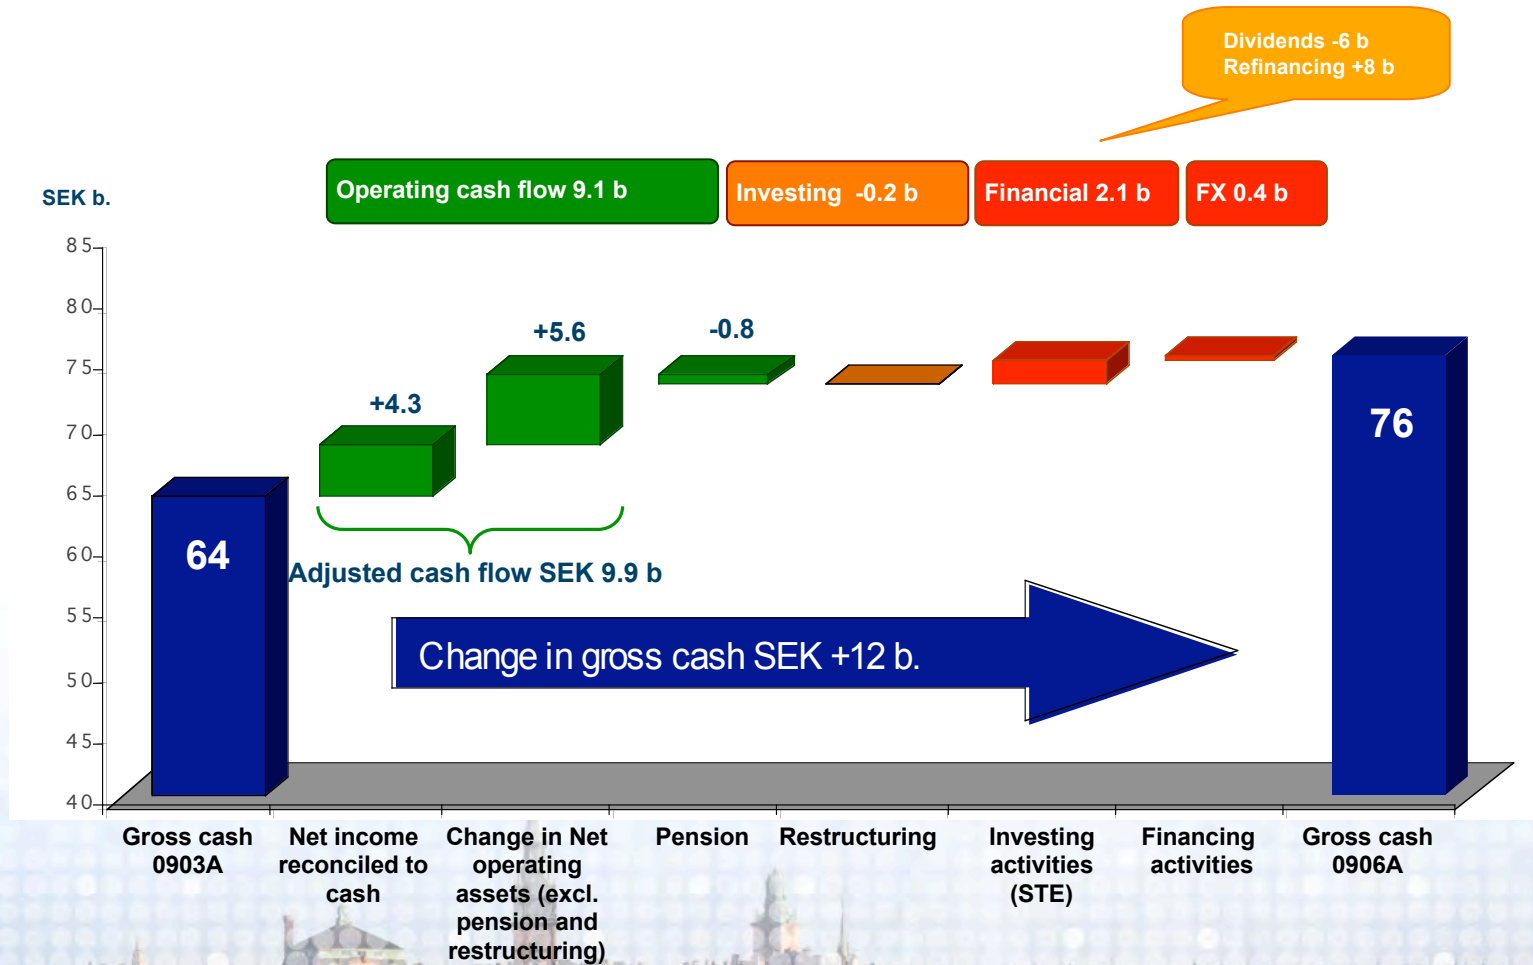 Dividends -6 b
Refinancing +8 b
Operating cash flow 9.1 b
Investing -0.2 b
Financial 2.1 b
FX 0.4 b
SEK b.
85
80
75
70
65
60
55
50
45
40
+4.3
+5.6
-0.8
64
76
Adjusted cash flow SEK 9.9 b
Change in gross cash SEK +12 b.
Gross cash
0903A
Net income
reconciled to
cash
Change in Net
operating
assets (excl.
pension and
restructuring)
Pension
Restructuring
Investing
activities
(STE)
Financing
activities
Gross cash
0906A